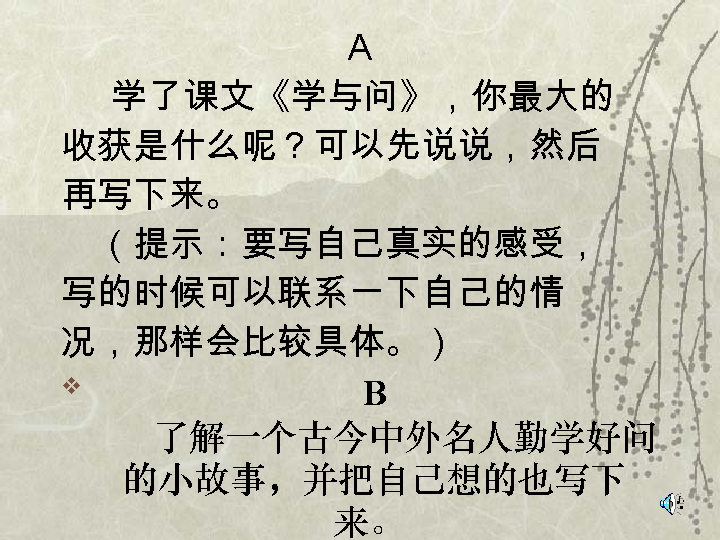 A
学了课文《学与问》，你最大的
收获是什么呢？可以先说说，然后
再写下来。
（提示：要写自己真实的感受，
写的时候可以联系一下自己的情
况，那样会比较具体。）
B
了解一个古今中外名人勤学好问
的小故事，并把自己想的也写下
来。